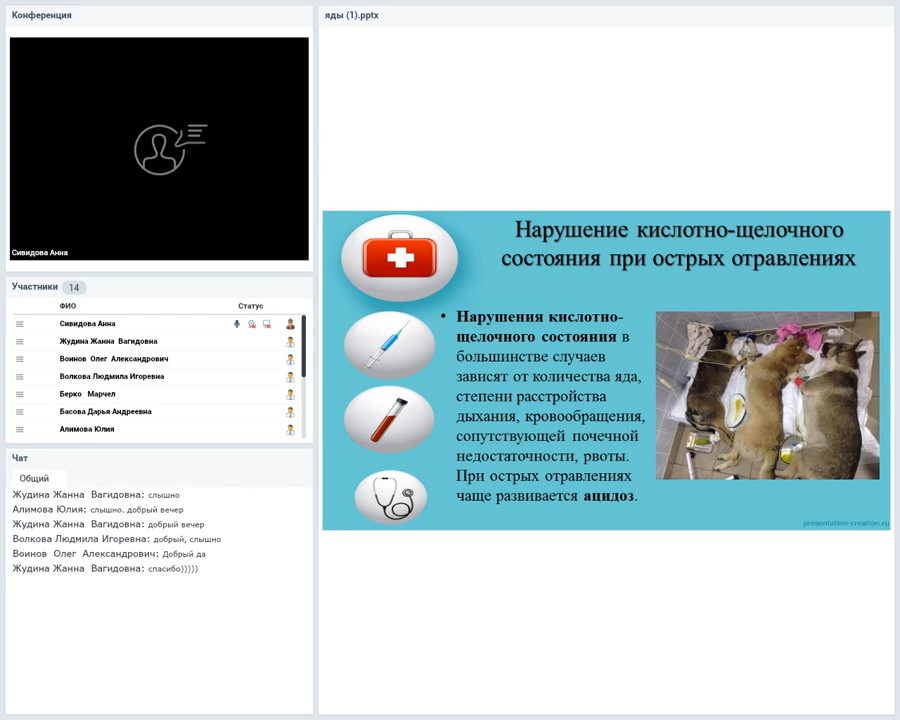 Конференция
Сивидова Анна
Участники 14
ФИО Статус
Сивидова Анна
Жудина Жанна Вагидовна
Воинов Олег Александрович
Волкова Людмила Игоревна
Берко Марчел
Басова Дарья Андреевна
Алимова Юлия
Чат
Общий
Жудина Жанна Вагидовна: слышно
Алимова Юлия: слышно. добрый вечер
Жудина Жанна Вагидовна: добрый вечер
Волкова Людмила Игоревна: добрый, слышно
Воинов Олег Александрович: Добрый да
Жудина Жанна Вагидовна: спасибо)))))
яды (1).pptx
Нарушение кислотно-щелочного
состояния при острых отравлениях
• Нарушения кислотно-
щелочного состояния в
большинстве случаев
зависят от количества яда,
степени расстройства
дыхания, кровообращения,
сопутствующей почечной
недостаточности, рвоты.
При острых отравлениях
чаще развивается ацидоз.
presentation-creation.ru